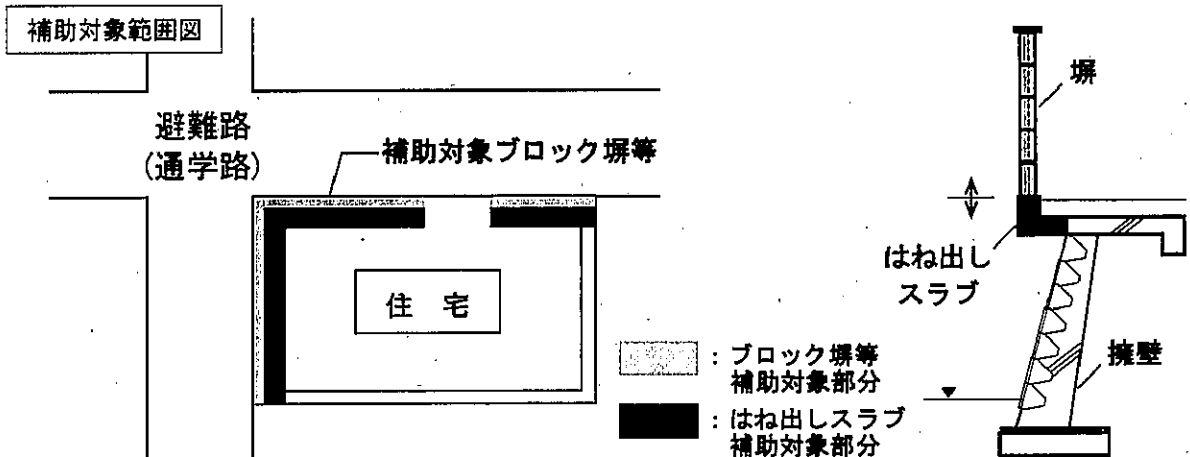 補助対象範囲図
避難路
(通学路)
補助対象ブロック塀等
住 宅
：ブロック塀等
補助対象部分
：はね出しスラブ
補助対象部分
塀
はね出し
スラブ
擁壁